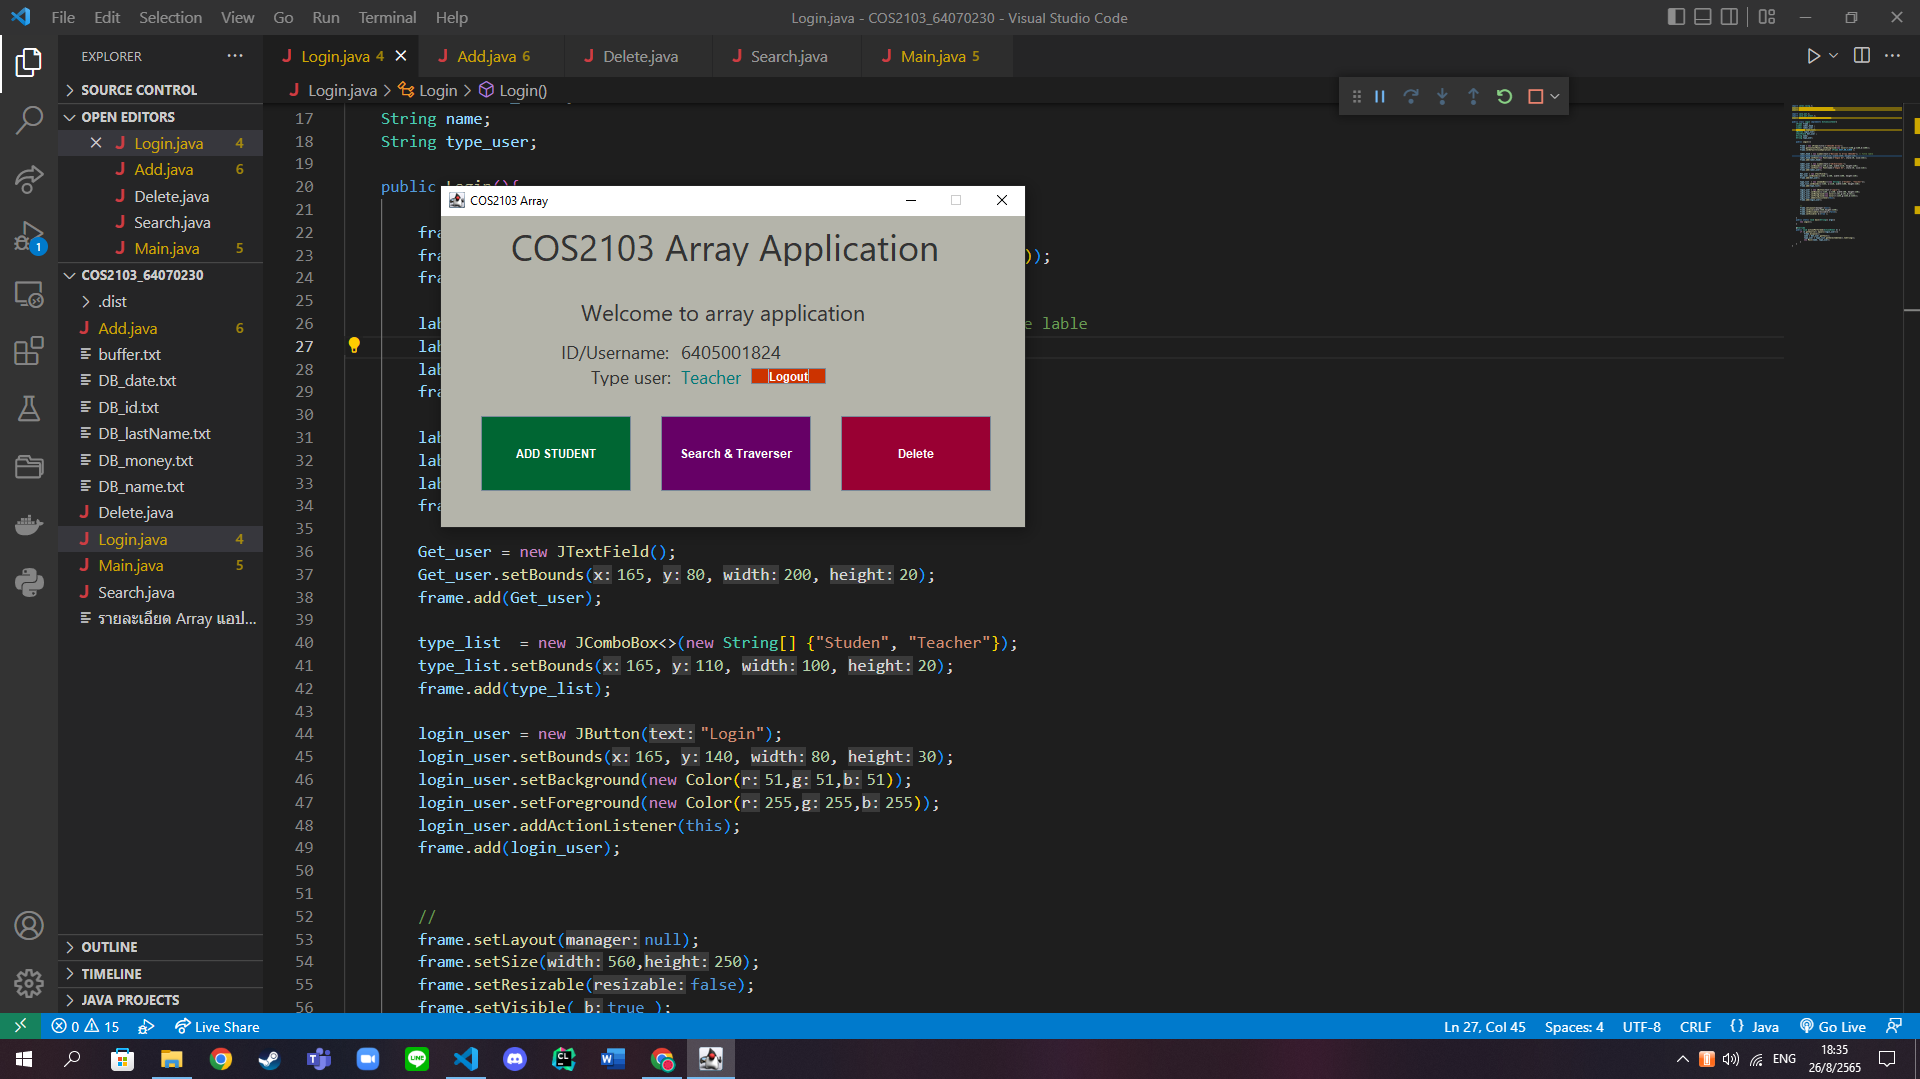 File Edit Selection View Go Run Terminal Help
Login.java - COS2103_64070230 - Visual Studio Code
EXPLORER
SOURCE CONTROL
OPEN EDITORS
Login.java 4
Add.java 6
Delete.java
Search.java
Main.java 5
COS2103_64070230
.dist
Add.java 6
buffer.txt
DB_date.txt
DB_id.txt
DB_lastName.txt
DB_money.txt
DB_name.txt
Delete.java
Login.java 4
Main.java 5
Search.java
รายละเอียด Array แอป...
OUTLINE
TIMELINE
JAVA PROJECTS
Login.java 4 Add.java 6 Delete.java Search.java Main.java 5
Login.java > Login > Login()
17 String name;
18 String type_user;
19
20 public Login(){
21
22 fra
23 fra ));
24 fra
25
26 lab e lable
27 lab
28 lab
29 fra
30
31 lab
32 lab
33 lab
34 fra
35
36 Get_user = new JTextField();
37 Get_user.setBounds(x: 165, y: 80, width: 200, height: 20);
38 frame.add(Get_user);
39
40 type_list  = new JComboBox<>(new String[] {"Studen", "Teacher"});
41 type_list.setBounds(x: 165, y: 110, width: 100, height: 20);
42 frame.add(type_list);
43
44 login_user = new JButton(text: "Login");
45 login_user.setBounds(x: 165, y: 140, width: 80, height: 30);
46 login_user.setBackground(new Color(r: 51,g: 51,b: 51));
47 login_user.setForeground(new Color(r: 255,g: 255,b: 255));
48 login_user.addActionListener(this);
49 frame.add(login_user);
50
51
52 //
53 frame.setLayout(manager: null);
54 frame.setSize(width: 560,height: 250);
55 frame.setResizable(resizable: false);
56 frame.setVisible( b: true );
COS2103 Array
COS2103 Array Application
Welcome to array application
ID/Username: 6405001824
Type user: Teacher Logout
ADD STUDENT Search & Traverser Delete
0 15 Live Share
Ln 27, Col 45 Spaces: 4 UTF-8 CRLF {} Java Go Live
ENG
18:35
26/8/2565